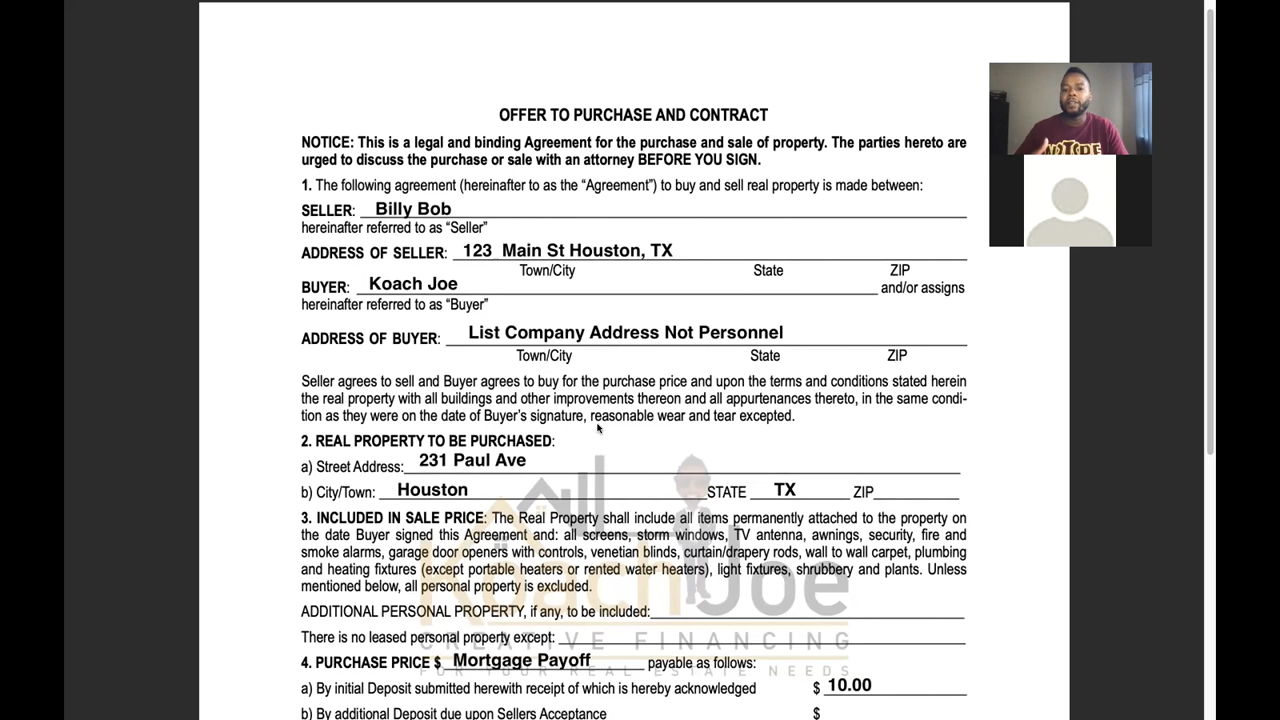 OFFER TO PURCHASE AND CONTRACT
NOTICE: This is a legal and binding Agreement for the purchase and sale of property. The parties hereto are
urged to discuss the purchase or sale with an attorney BEFORE YOU SIGN.
1. The following agreement (hereinafter to as the “Agreement”) to buy and sell real property is made between:
SELLER: Billy Bob
hereinafter referred to as “Seller”
ADDRESS OF SELLER: 123 Main St Houston, TX
Town/City State ZIP
BUYER: Koach Joe and/or assigns
hereinafter referred to as “Buyer”
ADDRESS OF BUYER: List Company Address Not Personnel
Town/City State ZIP
Seller agrees to sell and Buyer agrees to buy for the purchase price and upon the terms and conditions stated herein
the real property with all buildings and other improvements thereon and all appurtenances thereto, in the same condi-
tion as they were on the date of Buyer’s signature, reasonable wear and tear excepted.
2. REAL PROPERTY TO BE PURCHASED:
a) Street Address: 231 Paul Ave
b) City/Town: Houston STATE TX ZIP
3. INCLUDED IN SALE PRICE: The Real Property shall include all items permanently attached to the property on
the date Buyer signed this Agreement and: all screens, storm windows, TV antenna, awnings, security, fire and
smoke alarms, garage door openers with controls, venetian blinds, curtain/drapery rods, wall to wall carpet, plumbing
and heating fixtures (except portable heaters or rented water heaters), light fixtures, shrubbery and plants. Unless
mentioned below, all personal property is excluded.
KoachJoe
ADDITIONAL PERSONAL PROPERTY, if any, to be included:
There is no leased personal property except:
CREATIVE FINANCING
4. PURCHASE PRICE $ Mortgage Payoff payable as follows:
FOR YOUR REAL ESTATE NEEDS
a) By initial Deposit submitted herewith receipt of which is hereby acknowledged $ 10.00
b) By additional Deposit due upon Sellers Acceptance $